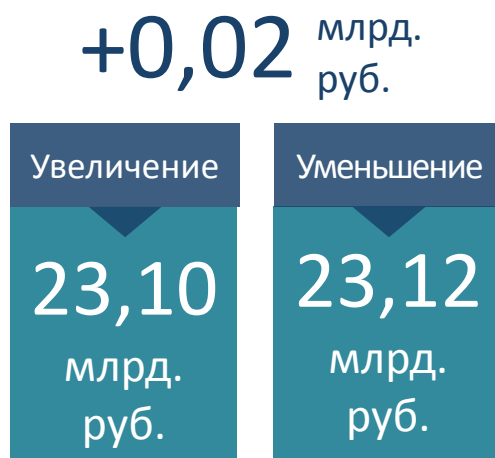 +0,02 млрд.
руб.
Увеличение
23,10
млрд.
руб.
Уменьшение
23,12
млрд.
руб.